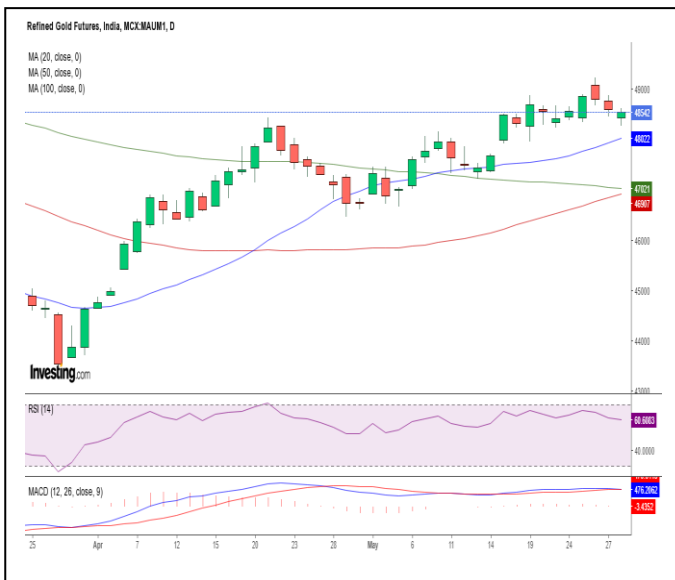 Refined Gold Futures, India, MCX:MAUM1, D
MA (20, close, 0)
MA (50, close, 0)
MA (100, close, 0)
49000
48542
48022
47021
46907
46000
45000
44000
Investing.com
RSI (14)
60.6083
40.0000
MACD (12, 26, close, 9)
476.2062
-3.4352
25 Apr 7 12 15 20 23 28 May 6 11 14 19 24 27